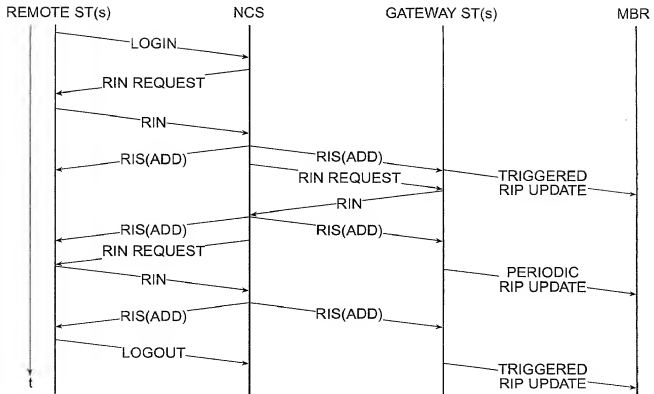 REMOTE ST(s) NCS GATEWAY ST(s) MBR
LOGIN
RIN REQUEST
RIN
RIS(ADD) RIS(ADD)
TRIGGERED
RIN REQUEST
RIP UPDATE
RIN
RIS(ADD) RIS(ADD)
RIN REQUEST
PERIODIC
RIN
RIP UPDATE
RIS(ADD) RIS(ADD)
LOGOUT
TRIGGERED
t
RIP UPDATE